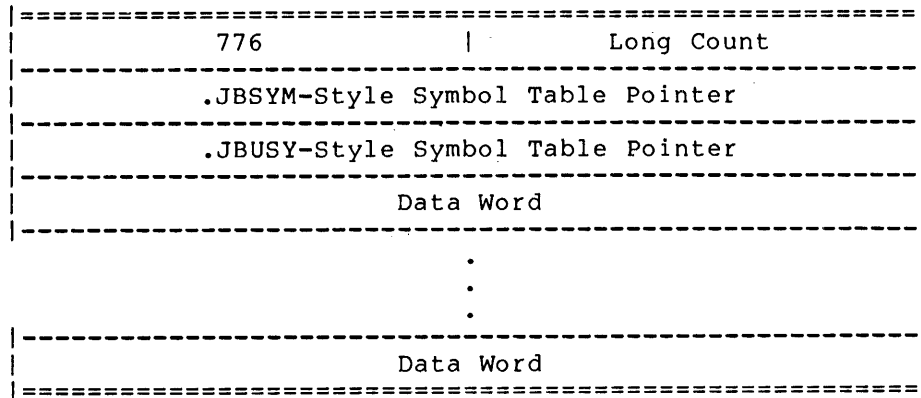 776 | Long Count
.JBSYM-Style Symbol Table Pointer
.JBUSY-Style Symbol Table Pointer
Data Word
.
.
.
Data Word